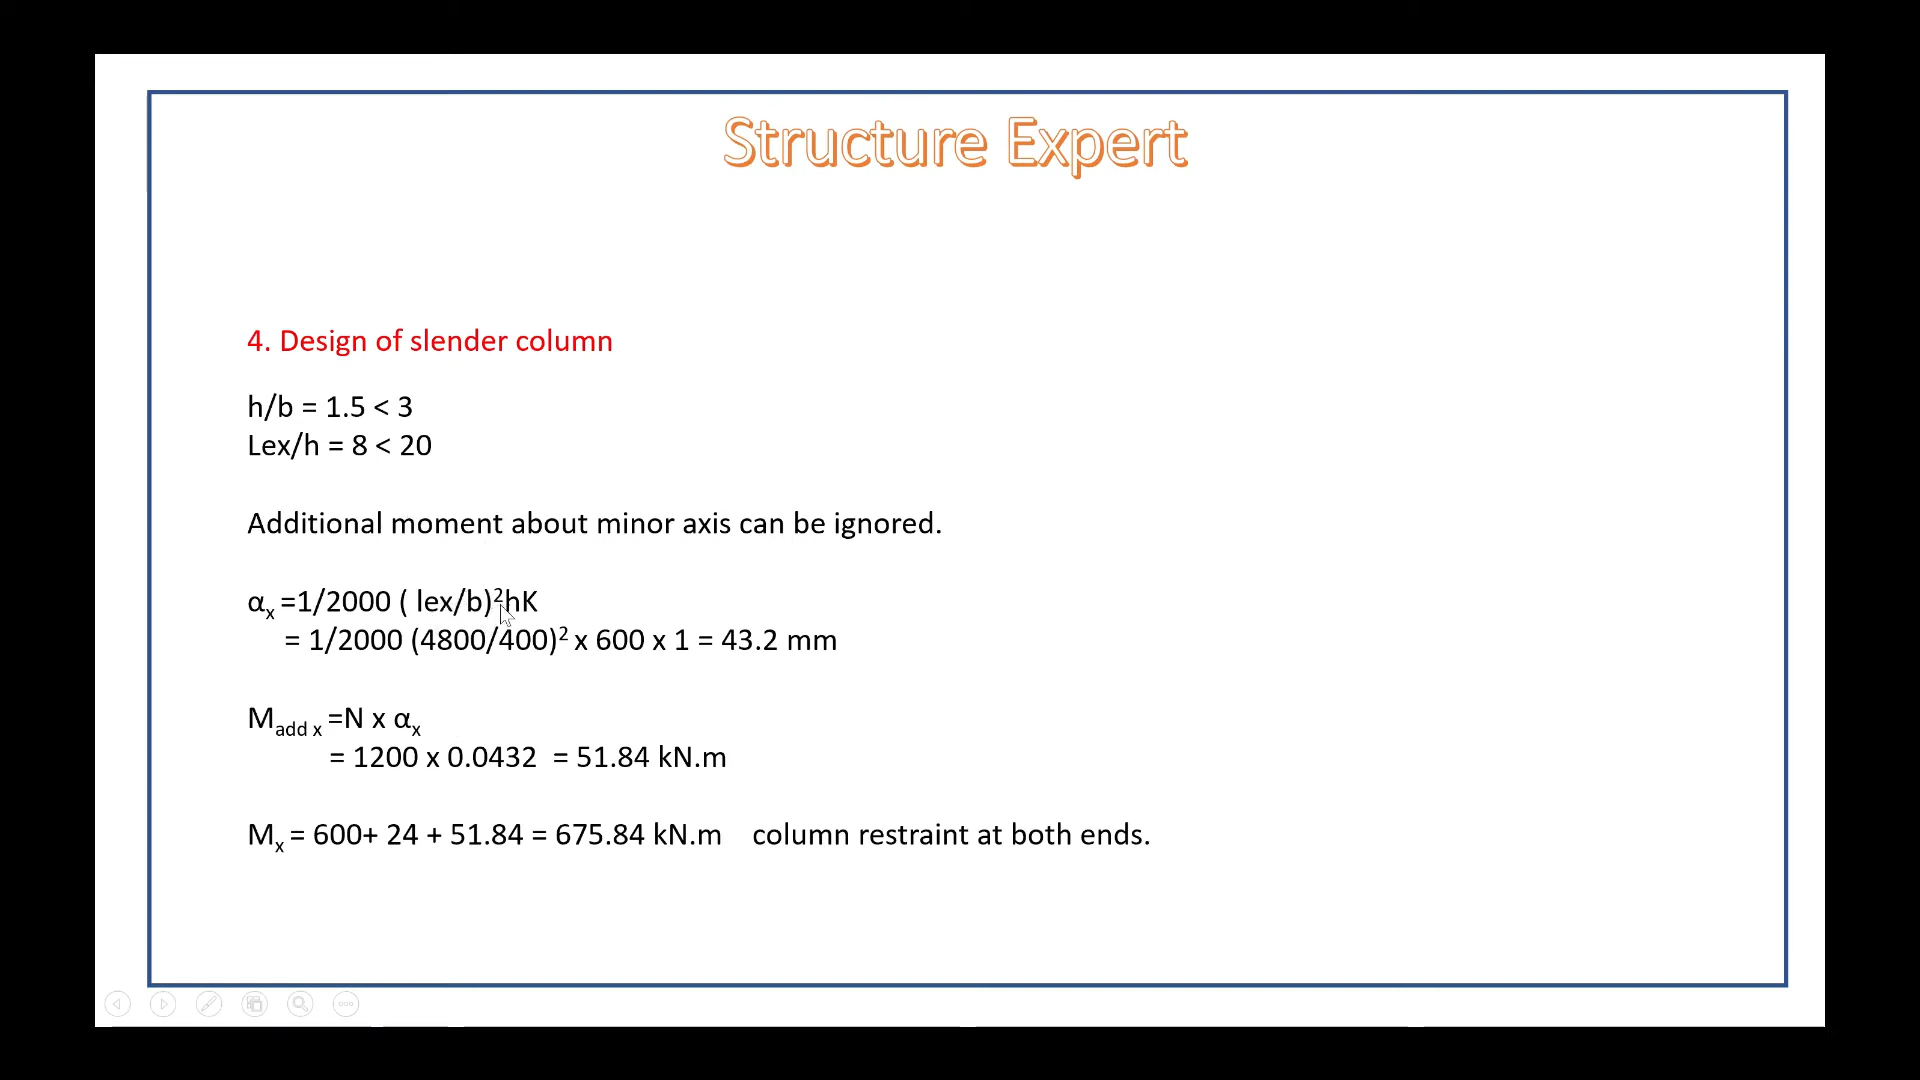 Structure Expert
4. Design of slender column
h/b = 1.5 < 3
Lex/h = 8 < 20
Additional moment about minor axis can be ignored.
αₓ =1/2000 ( lex/b)²hK
= 1/2000 (4800/400)² x 600 x 1 = 43.2 mm
Madd x =N x αₓ
= 1200 x 0.0432 = 51.84 kN.m
Mₓ = 600+ 24 + 51.84 = 675.84 kN.m column restraint at both ends.